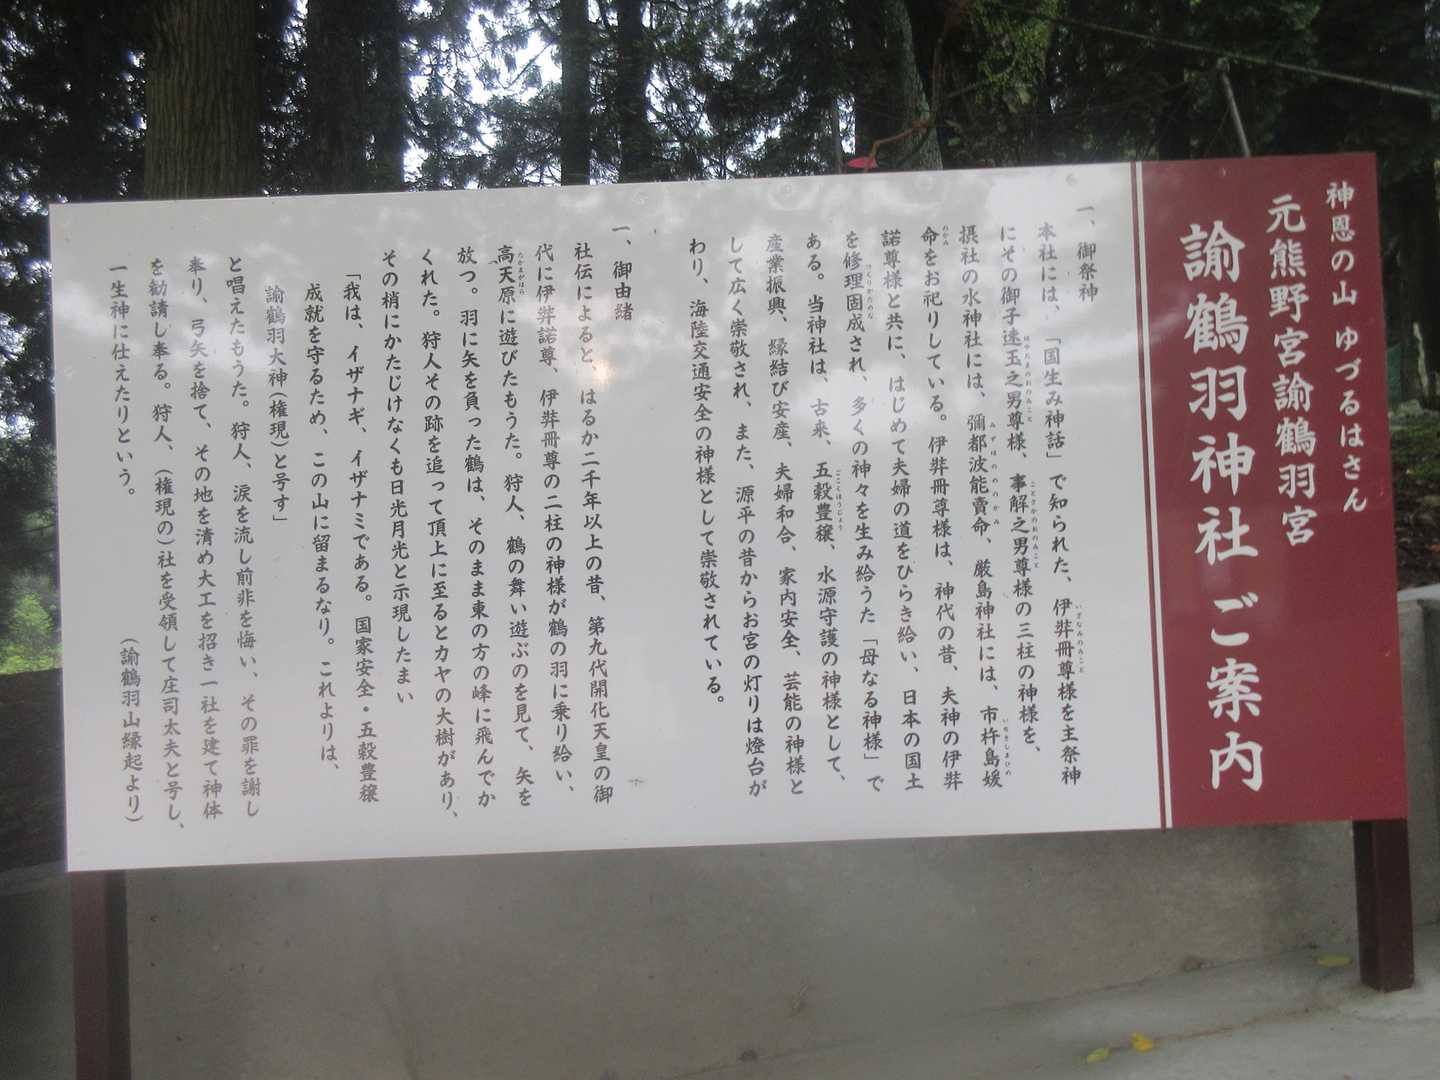 神恩の山 ゆづるはさん
元熊野宮諭鶴羽宮
諭鶴羽神社ご案内
一、御祭神
本社には、「国生み神話」で知られた、伊弉冊尊様を主祭神
にその御子速玉之男尊様、事解之男尊様の三柱の神様を、
摂社の水神社には、彌都波能賣命、厳島神社には、市杵島媛
命をお祀りしている。伊弉冊尊様は、神代の昔、夫神の伊弉
諾尊様と共に、はじめて夫婦の道をひらき給い、日本の国土
を修理固成され、多くの神々を生み給うた「母なる神様」で
ある。当神社は、古来、五穀豊穣、水源守護の神様として、
産業振興、縁結び安産、夫婦和合、家内安全、芸能の神様と
して広く崇敬され、また、源平の昔からお宮の灯りは燈台が
わり、海陸交通安全の神様として崇敬されている。
一、御由緒
社伝によると、はるか二千年以上の昔、第九代開化天皇の御
代に伊弉諾尊、伊弉冊尊の二柱の神様が鶴の羽に乗り給い、
高天原に遊びたもうた。狩人、鶴の舞い遊ぶのを見て、矢を
放つ。羽に矢を負った鶴は、そのまま東の方の峰に飛んでか
くれた。狩人その跡を追って頂上に至るとカヤの大樹があり、
その梢にかたじけなくも日光月光と示現したまい
「我は、イザナギ、イザナミである。国家安全・五穀豊穣
成就を守るため、この山に留まるなり。これよりは、
諭鶴羽大神(権現)と号す」
と唱えたもうた。狩人、涙を流し前非を悔い、その罪を謝し
奉り、弓矢を捨て、その地を清め大工を招き一社を建て神体
を勧請し奉る。狩人、(権現の)社を受領して庄司太夫と号し、
一生神に仕えたりという。
(諭鶴羽山縁起より)